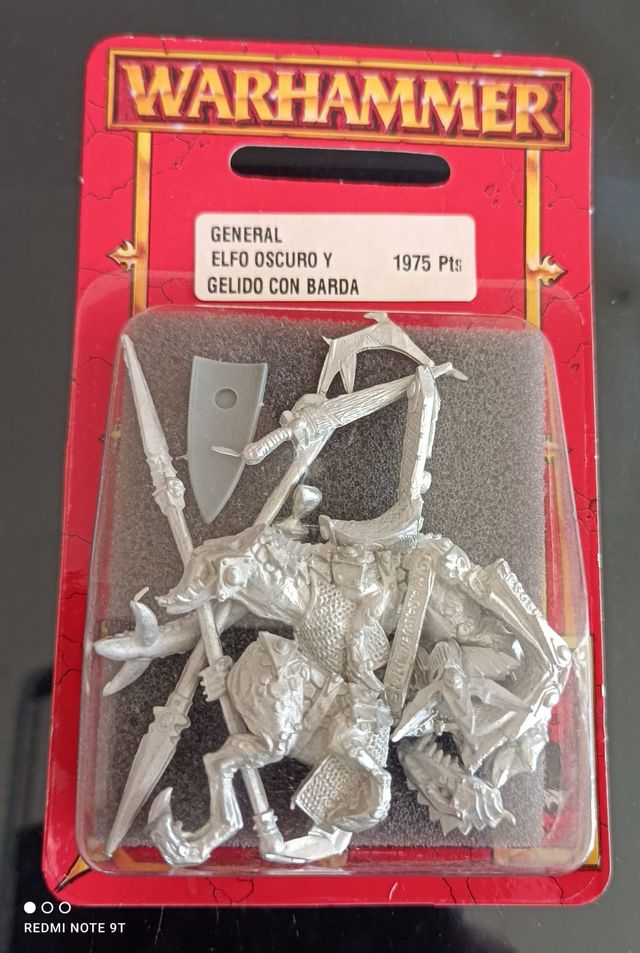 WARHAMMER
GENERAL
ELFO OSCURO Y
GELIDO CON BARDA
1975 Pts
REDMI NOTE 9T